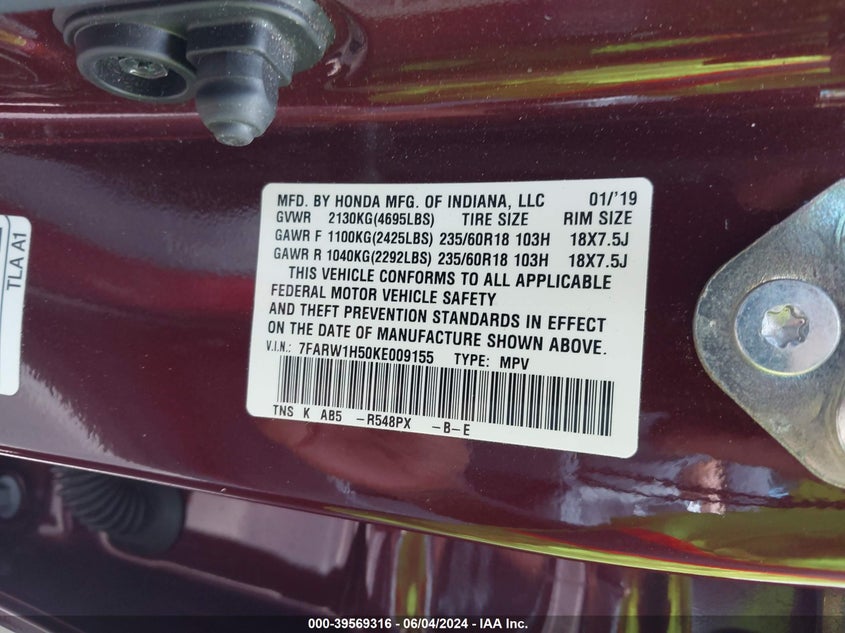 MFD. BY HONDA MFG. OF INDIANA, LLC 01/'19
GVWR 2130KG(4695LBS) TIRE SIZE RIM SIZE
GAWR F 1100KG(2425LBS) 235/60R18 103H 18X7.5J
GAWR R 1040KG(2292LBS) 235/60R18 103H 18X7.5J
THIS VEHICLE CONFORMS TO ALL APPLICABLE
FEDERAL MOTOR VEHICLE SAFETY
AND THEFT PREVENTION STANDARDS IN EFFECT
ON THE DATE OF MANUFACTURE SHOWN ABOVE.
V.I.N.: 7FARW1H50KE009155 TYPE: MPV
TNS K AB5 -R548PX -B-E
TLA A1
000-39569316 - 06/04/2024 - IAA Inc.